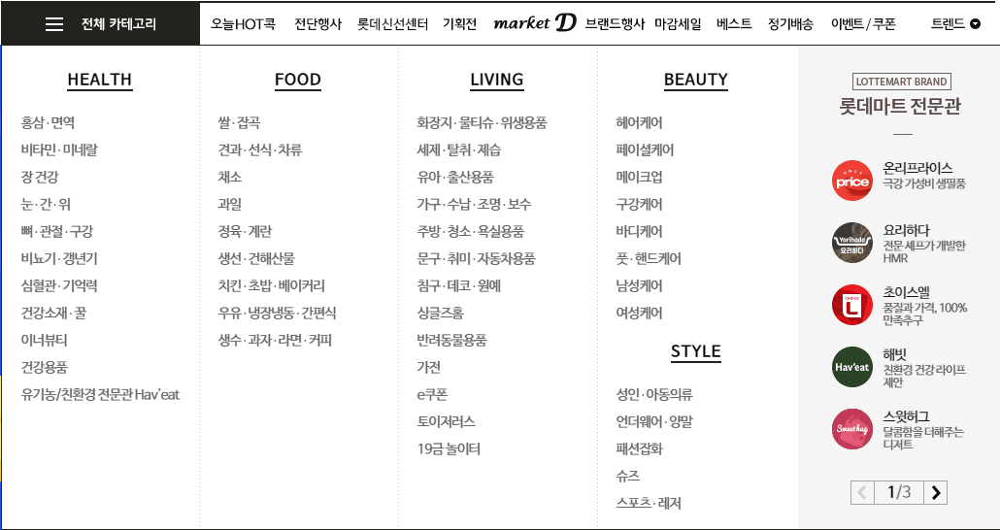 전체 카테고리
오늘HOT콕
전단행사
롯데신선센터
기획전
market D
브랜드행사
마감세일
베스트
정기배송
이벤트/쿠폰
트렌드
HEALTH
홍삼·면역
비타민·미네랄
장 건강
눈·간·위
뼈·관절·구강
비뇨기·갱년기
심혈관·기억력
건강소재·꿀
이너뷰티
건강용품
유기농/친환경 전문관 Hav'eat
FOOD
쌀·잡곡
견과·선식·차류
채소
과일
정육·계란
생선·건해산물
치킨·초밥·베이커리
우유·냉장냉동·간편식
생수·과자·라면·커피
LIVING
화장지·물티슈·위생용품
세제·탈취·제습
유아·출산용품
가구·수납·조명·보수
주방·청소·욕실용품
문구·취미·자동차용품
침구·데코·원예
싱글즈홈
반려동물용품
가전
e쿠폰
토이저러스
19금 놀이터
BEAUTY
헤어케어
페이셜케어
메이크업
구강케어
바디케어
풋·핸드케어
남성케어
여성케어
STYLE
성인·아동의류
언더웨어·양말
패션잡화
슈즈
스포츠·레저
LOTTEMART BRAND
롯데마트 전문관
ONLY
price
온리프라이스
극강 가성비 생필품
Yorihada
요리하다
요리하다
전문 셰프가 개발한
HMR
CHOICE
L
초이스엘
품질과 가격, 100%
만족추구
Hav'eat
해빗
친환경 건강 라이프
제안
Sweet hug
스윗허그
달콤함을 더해주는
디저트
1/3